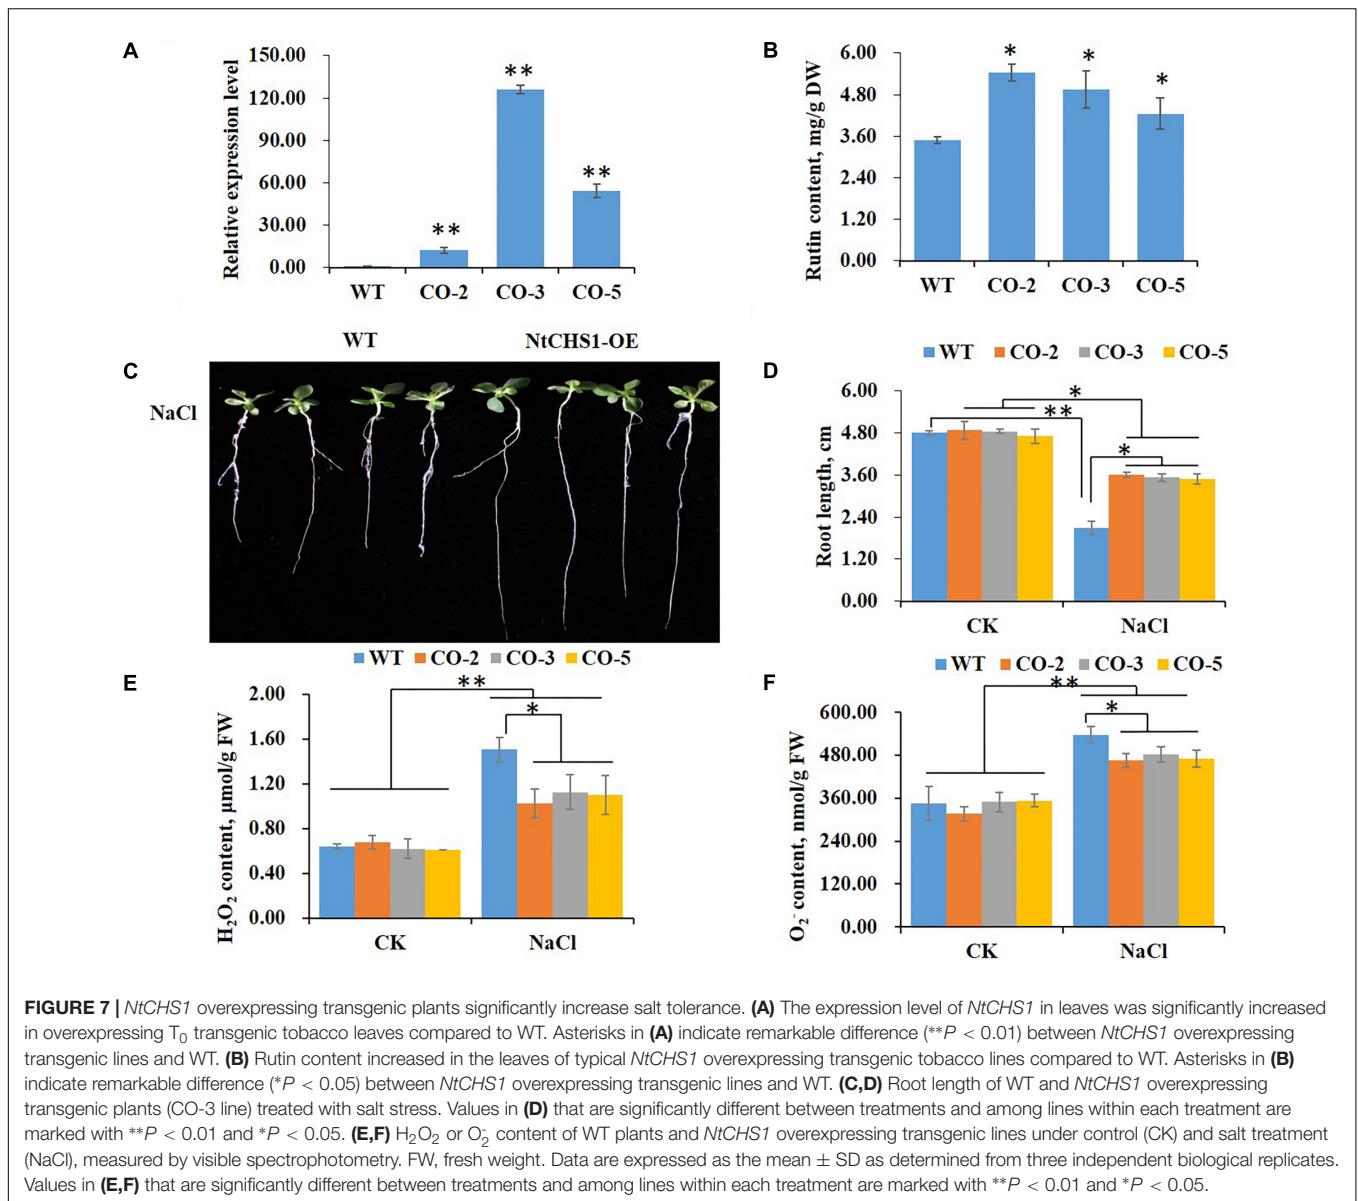 A
Relative expression level
150.00
120.00
90.00
60.00
30.00
0.00
**
**
**
WT CO-2 CO-3 CO-5
B
Rutin content, mg/g DW
6.00
4.80
3.60
2.40
1.20
0.00
*
*
*
WT CO-2 CO-3 CO-5
C
WT NtCHS1-OE
NaCl
D
WT CO-2 CO-3 CO-5
Root length, cm
6.00
4.80
3.60
2.40
1.20
0.00
*
**
*
CK NaCl
E
WT CO-2 CO-3 CO-5
H₂O₂ content, µmol/g FW
2.00
1.60
1.20
0.80
0.40
0.00
**
*
CK NaCl
F
WT CO-2 CO-3 CO-5
O₂⁻ content, nmol/g FW
600.00
480.00
360.00
240.00
120.00
0.00
**
*
CK NaCl
FIGURE 7 | NtCHS1 overexpressing transgenic plants significantly increase salt tolerance. (A) The expression level of NtCHS1 in leaves was significantly increased
in overexpressing T₀ transgenic tobacco leaves compared to WT. Asterisks in (A) indicate remarkable difference (**P < 0.01) between NtCHS1 overexpressing
transgenic lines and WT. (B) Rutin content increased in the leaves of typical NtCHS1 overexpressing transgenic tobacco lines compared to WT. Asterisks in (B)
indicate remarkable difference (*P < 0.05) between NtCHS1 overexpressing transgenic lines and WT. (C,D) Root length of WT and NtCHS1 overexpressing
transgenic plants (CO-3 line) treated with salt stress. Values in (D) that are significantly different between treatments and among lines within each treatment are
marked with **P < 0.01 and *P < 0.05. (E,F) H₂O₂ or O₂⁻ content of WT plants and NtCHS1 overexpressing transgenic lines under control (CK) and salt treatment
(NaCl), measured by visible spectrophotometry. FW, fresh weight. Data are expressed as the mean ± SD as determined from three independent biological replicates.
Values in (E,F) that are significantly different between treatments and among lines within each treatment are marked with **P < 0.01 and *P < 0.05.